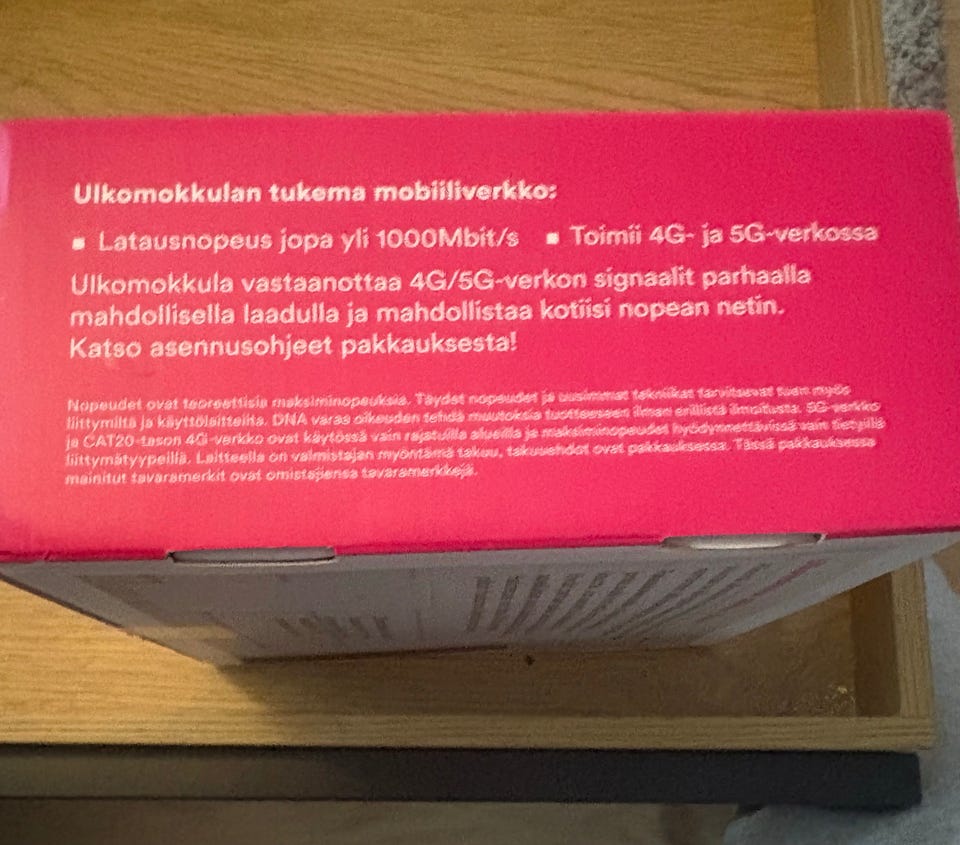 Ulkomokkulan tukema mobiiliverkko:
▪ Latausnopeus jopa yli 1000Mbit/s ▪ Toimii 4G- ja 5G-verkossa
Ulkomokkula vastaanottaa 4G/5G-verkon signaalit parhaalla
mahdollisella laadulla ja mahdollistaa kotiisi nopean netin.
Katso asennusohjeet pakkauksesta!
Nopeudet ovat teoreettisia maksiminopeuksia. Täydet nopeudet ja uusimmat tekniikat tarvitsevat tuen myös
liittymiltä ja käyttölaitteilta. DNA varaa oikeuden tehdä muutoksia tuotteeseen ilman erillistä ilmoitusta. 5G-verkko
ja CAT20-tason 4G-verkko ovat käytössä vain rajatuilla alueilla ja maksiminopeudet hyödynnettävissä vain tietyillä
liittymätyypeillä. Laitteella on valmistajan myöntämä takuu, takuuehdot ovat pakkauksessa. Tässä pakkauksessa
mainitut tavaramerkit ovat omistajiensa tavaramerkkejä.